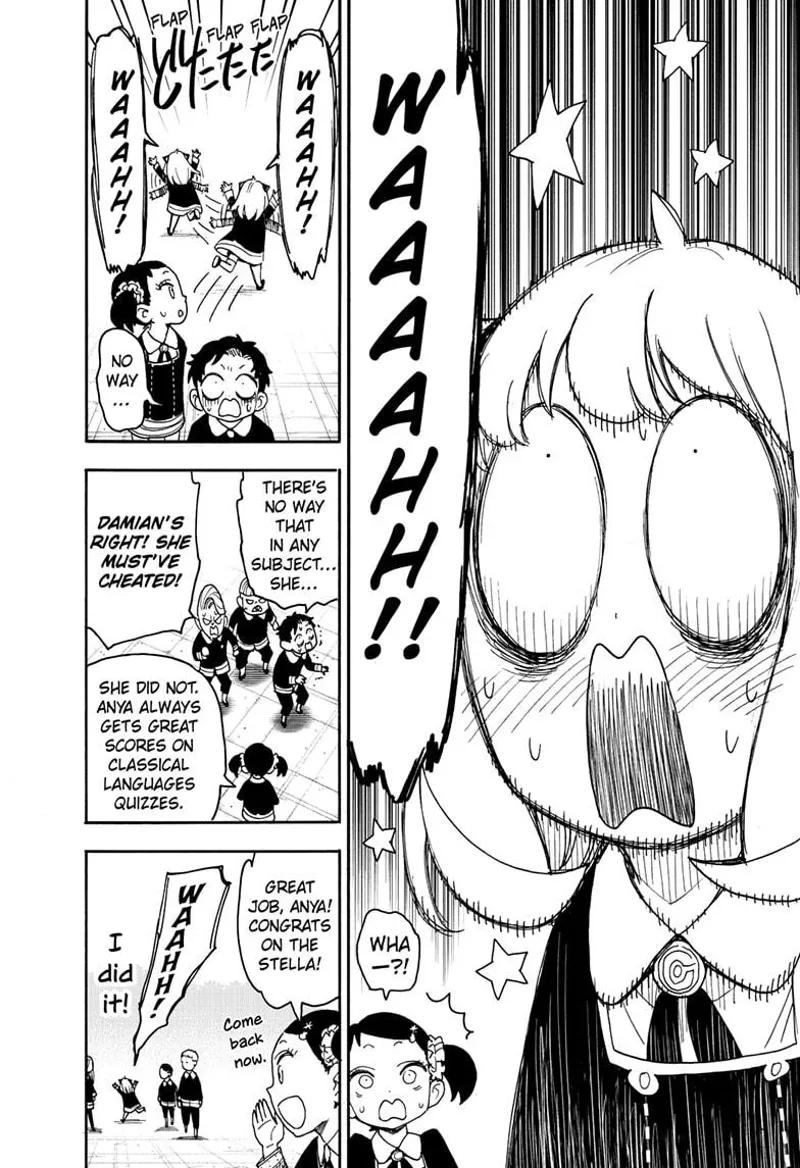 WAAAAHH!!
WHA
—?!
FLAP
FLAP FLAP
どどたたた
WAAAHH!
WAAAHH!
NO
WAY
...
THERE'S
NO WAY
THAT
IN ANY
SUBJECT...
SHE...
DAMIAN'S
RIGHT! SHE
MUST'VE
CHEATED!
SHE DID NOT.
ANYA ALWAYS
GETS GREAT
SCORES ON
CLASSICAL
LANGUAGES
QUIZZES.
GREAT
JOB, ANYA!
CONGRATS
ON THE
STELLA!
Come
back
now.
WAAHH!
I
did
it!